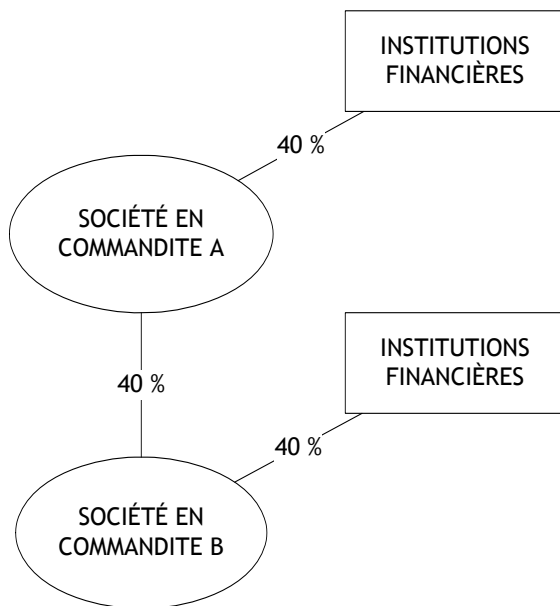 INSTITUTIONS
FINANCIÈRES
40 %
SOCIÉTÉ EN
COMMANDITE A
INSTITUTIONS
FINANCIÈRES
40 %
40 %
SOCIÉTÉ EN
COMMANDITE B